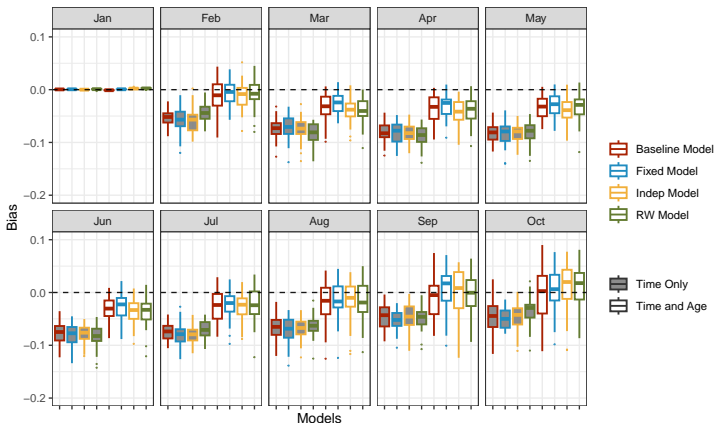 Jan
Feb
Mar
Apr
May
0.1
0.0
−0.1
−0.2
Jun
Jul
Aug
Sep
Oct
0.1
0.0
−0.1
−0.2
Bias
Models
Baseline Model
Fixed Model
Indep Model
RW Model
Time Only
Time and Age